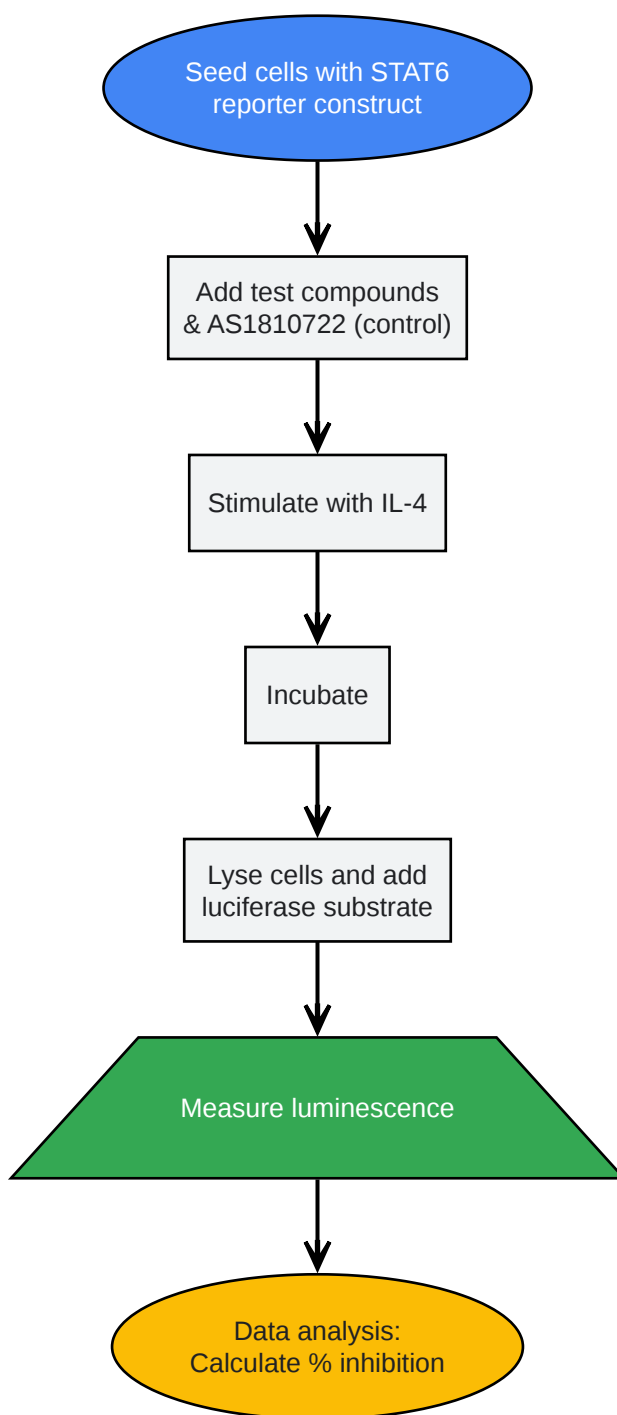 Seed cells with STAT6
reporter construct
Add test compounds
& AS1810722 (control)
Stimulate with IL-4
Incubate
Lyse cells and add
luciferase substrate
Measure luminescence
Data analysis:
Calculate % inhibition